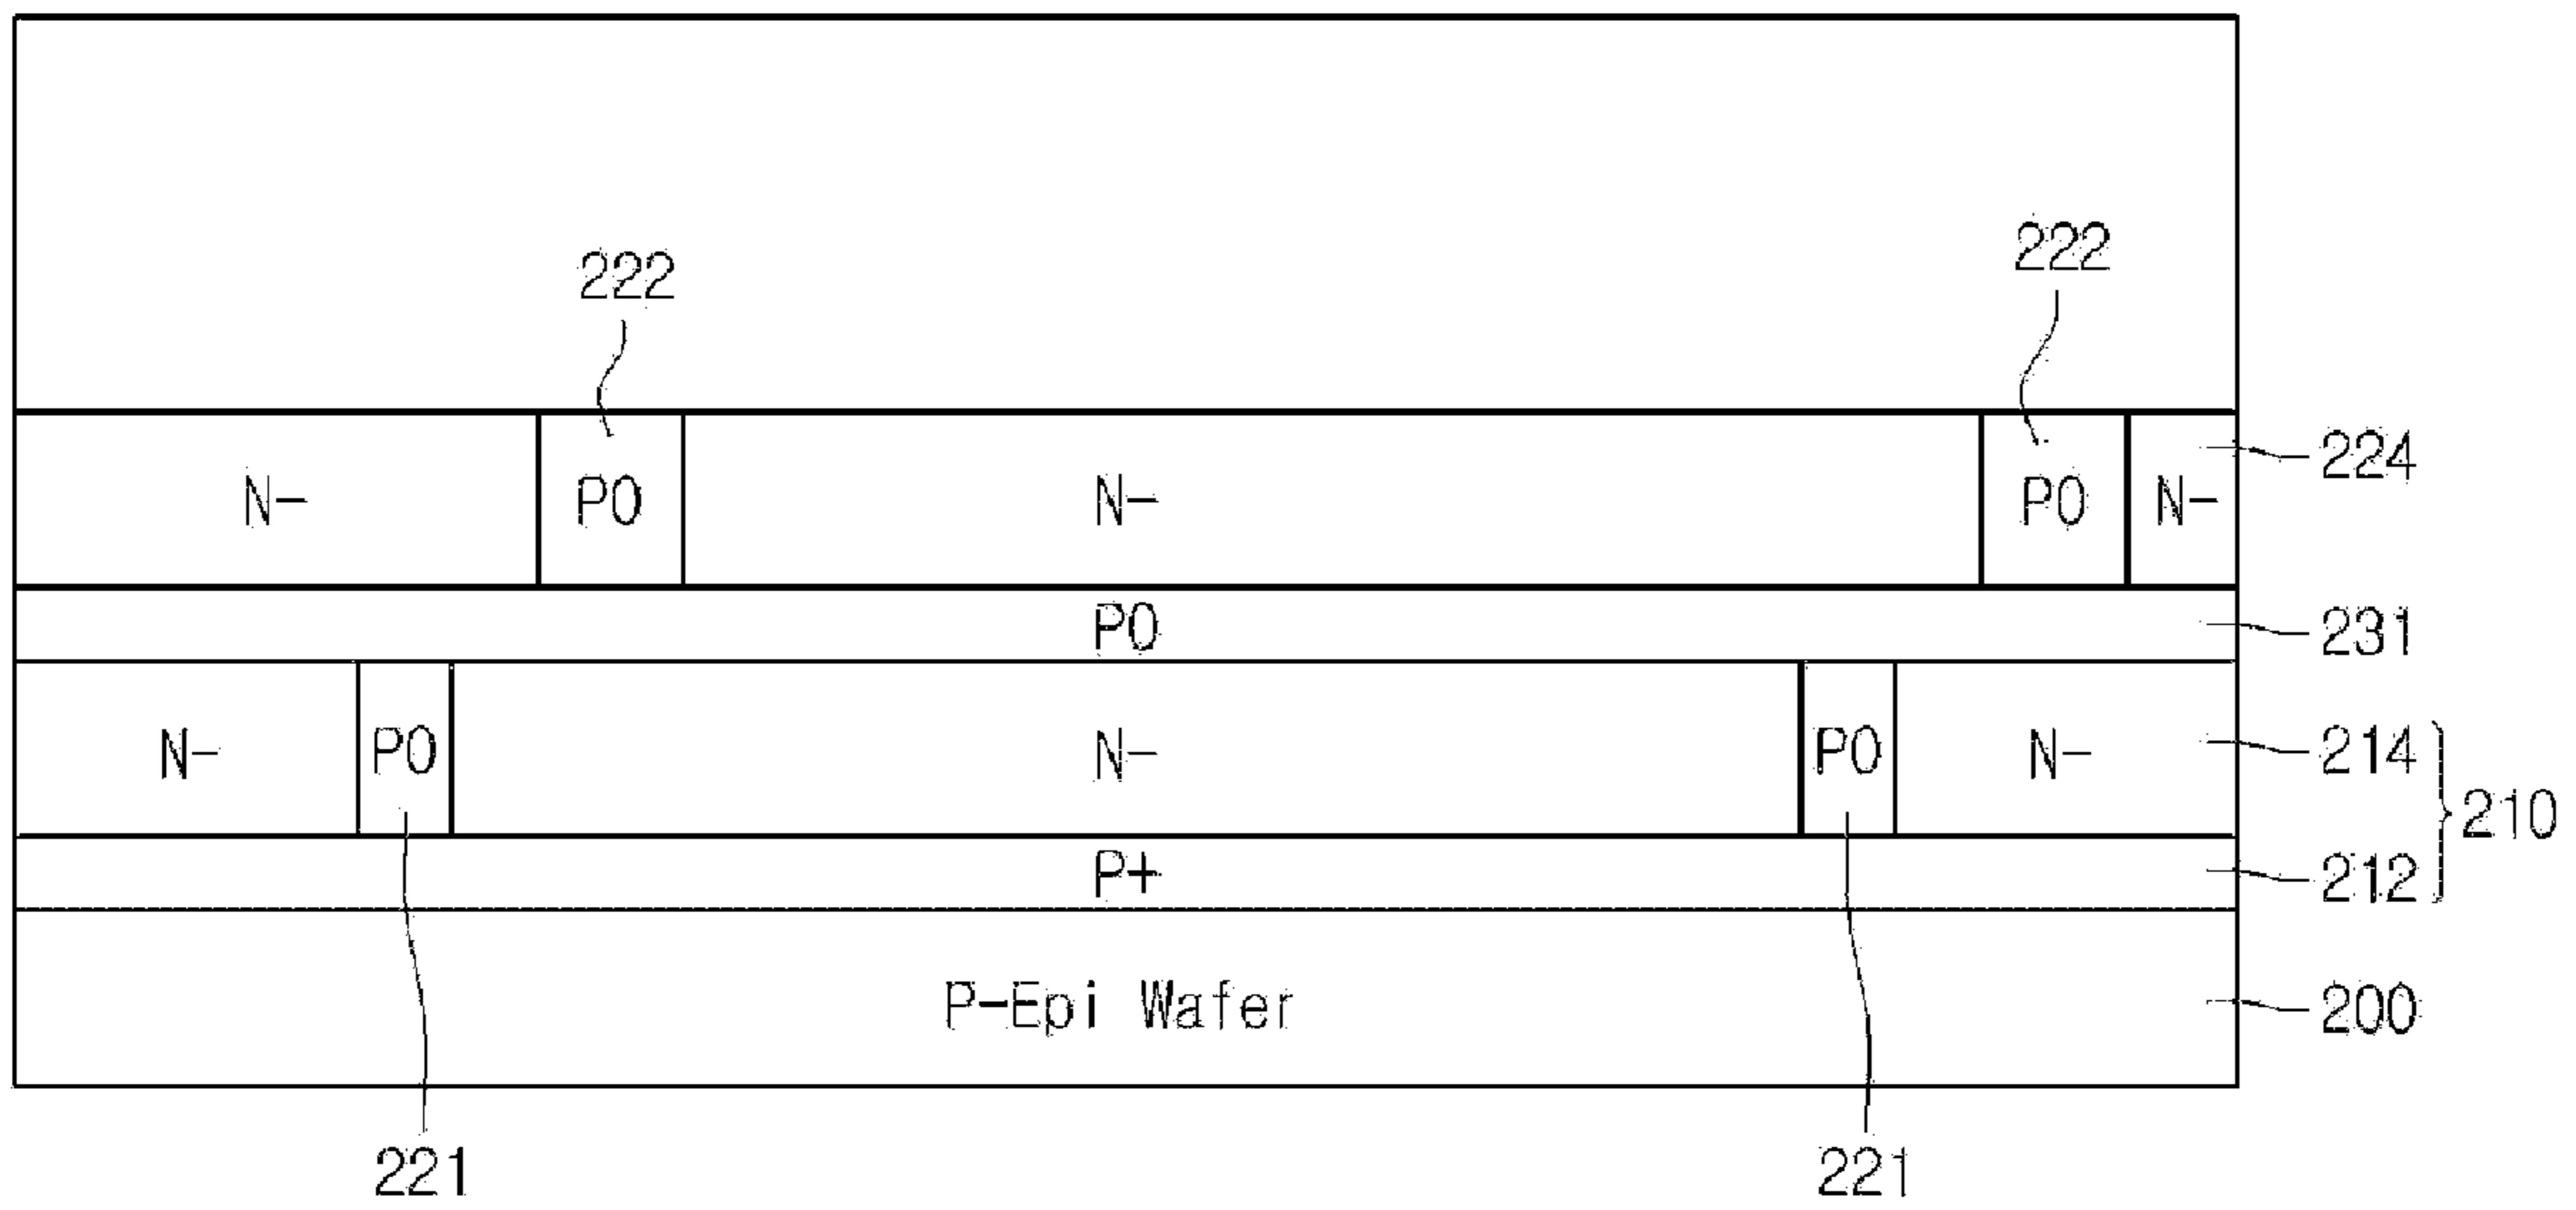 222 222
N- P0 N- P0 N- 224
P0 231
N- P0 N- P0 N- 214
210
P+ 212
P-Epi Wafer 200
221 221